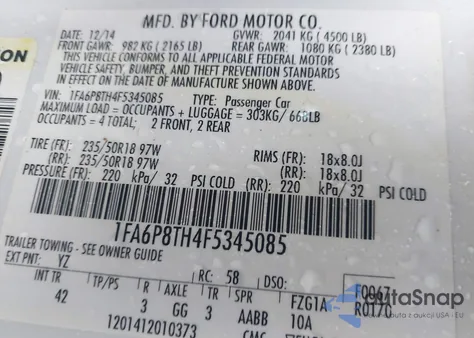 MFD. BY FORD MOTOR CO.
DATE: 12/14 GVWR: 2041 KG ( 4500 LB)
FRONT GAWR: 982 KG ( 2165 LB) REAR GAWR: 1080 KG ( 2380 LB)
THIS VEHICLE CONFORMS TO ALL APPLICABLE FEDERAL MOTOR
VEHICLE SAFETY, BUMPER, AND THEFT PREVENTION STANDARDS
IN EFFECT ON THE DATE OF MANUFACTURE SHOWN ABOVE.
VIN: 1FA6P8TH4F5345085 TYPE: Passenger Car
MAXIMUM LOAD = OCCUPANTS + LUGGAGE = 303KG/ 668LB
OCCUPANTS = 4 TOTAL: 2 FRONT, 2 REAR
TIRE (FR): 235/50R18 97W RIMS (FR): 18x8.0J
(RR): 235/50R18 97W (RR): 18x8.0J
PRESSURE (FR): 220 kPa/ 32 PSI COLD (RR) 220 kPa/ 32 PSI COLD
1FA6P8TH4F5345085
TRAILER TOWING - SEE OWNER GUIDE
EXT PNT: YZ RC: 58 DSO: F0067
R0170
INT TR TP/PS R AXLE TR SPR
42 3 GG 3 AABB FZG1A
10A
1201412010373
autoSnap